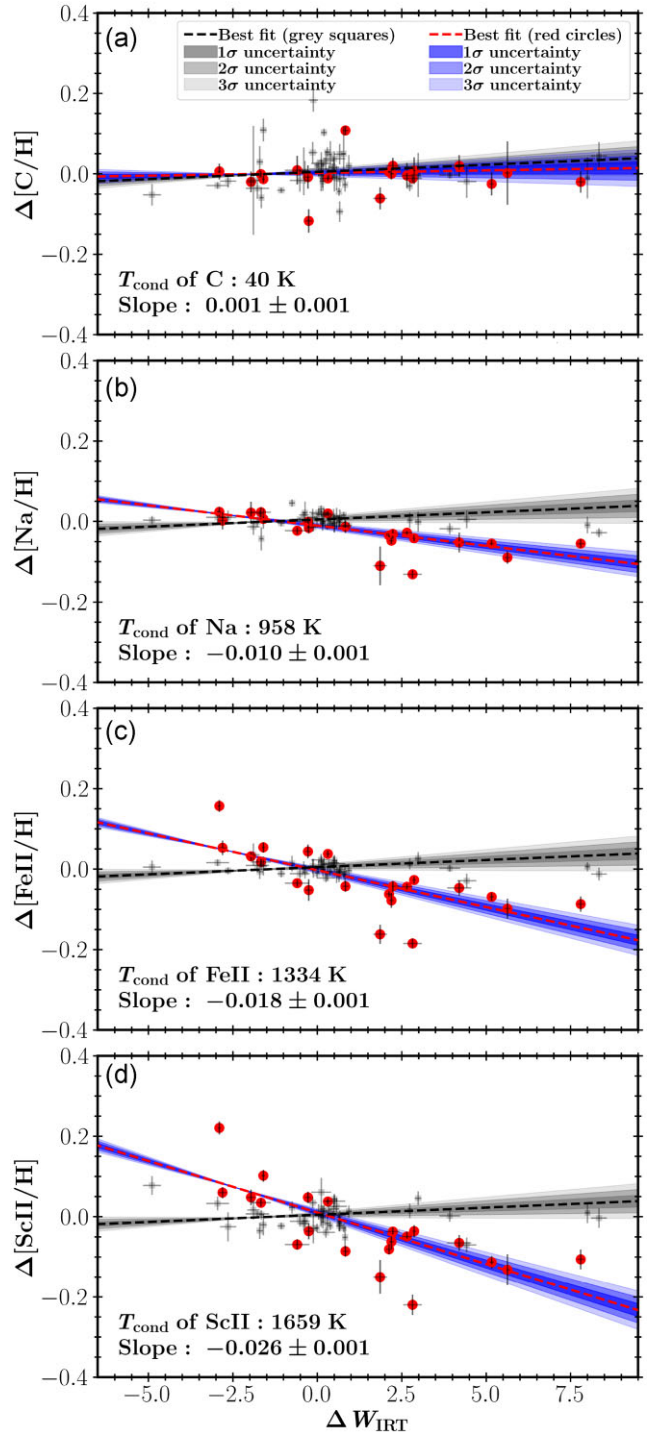 (a)
Best fit (grey squares)
1σ uncertainty
2σ uncertainty
3σ uncertainty
Best fit (red circles)
1σ uncertainty
2σ uncertainty
3σ uncertainty
0.4
0.2
0.0
−0.2
−0.4
Δ[C/H]
T_cond of C : 40 K
Slope : 0.001 ± 0.001
(b)
0.4
0.2
0.0
−0.2
−0.4
Δ[Na/H]
T_cond of Na : 958 K
Slope : −0.010 ± 0.001
(c)
0.4
0.2
0.0
−0.2
−0.4
Δ[FeII/H]
T_cond of FeII : 1334 K
Slope : −0.018 ± 0.001
(d)
0.4
0.2
0.0
−0.2
−0.4
Δ[ScII/H]
T_cond of ScII : 1659 K
Slope : −0.026 ± 0.001
−5.0 −2.5 0.0 2.5 5.0 7.5
Δ W_IRT